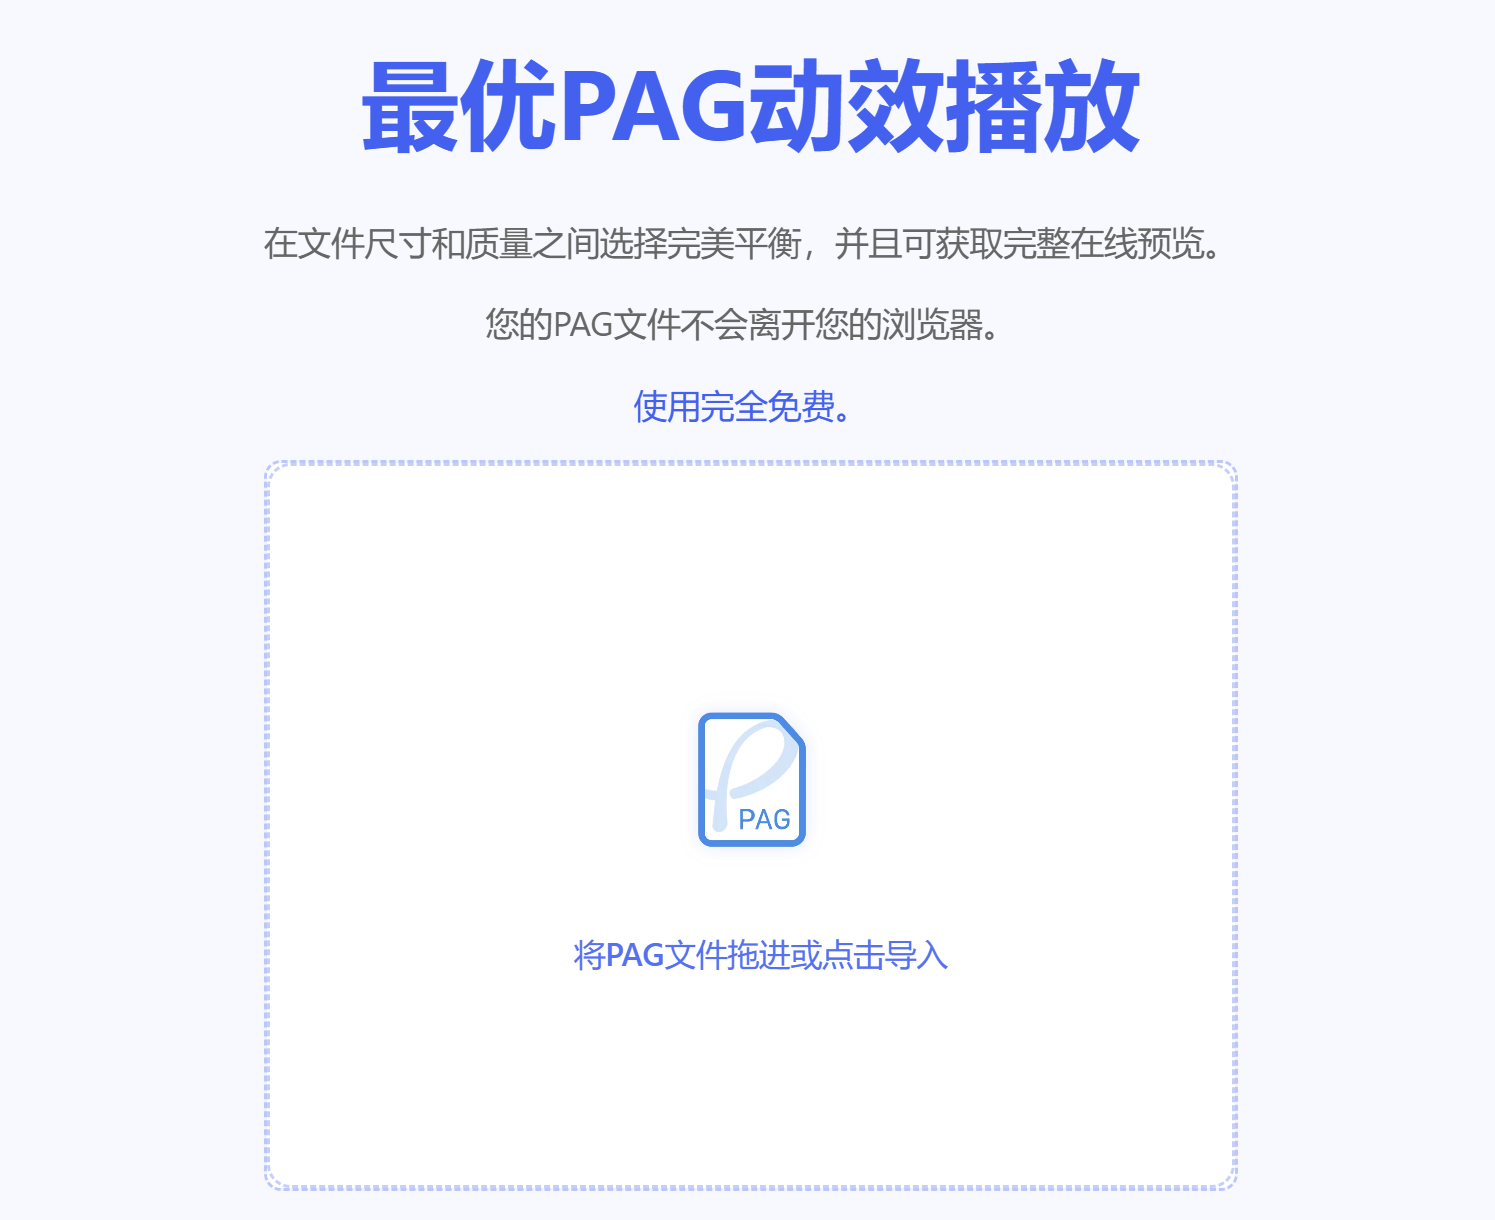 最优PAG动效播放
在文件尺寸和质量之间选择完美平衡，并且可获取完整在线预览。
您的PAG文件不会离开您的浏览器。
使用完全免费。
PAG
将PAG文件拖进或点击导入